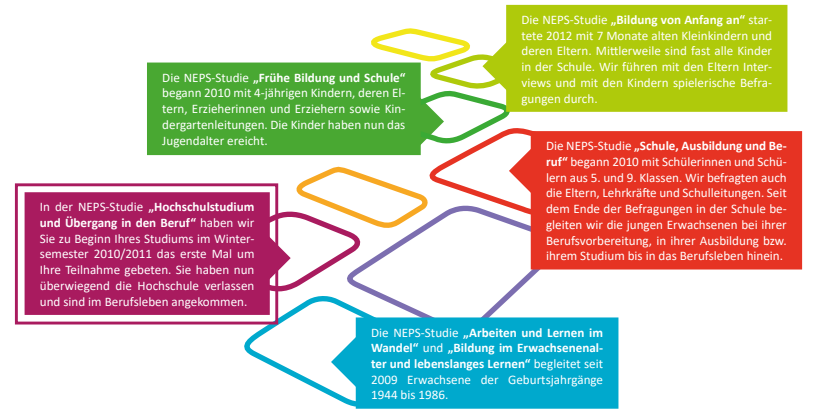 Die NEPS-Studie „Bildung von Anfang an“ star-
tete 2012 mit 7 Monate alten Kleinkindern und
deren Eltern. Mittlerweile sind fast alle Kinder
in der Schule. Wir führen mit den Eltern Inter-
views und mit den Kindern spielerische Befra-
gungen durch.
Die NEPS-Studie „Frühe Bildung und Schule“
begann 2010 mit 4-jährigen Kindern, deren El-
tern, Erzieherinnen und Erziehern sowie Kin-
dergartenleitungen. Die Kinder haben nun das
Jugendalter ereicht.
Die NEPS-Studie „Schule, Ausbildung und Be-
ruf“ begann 2010 mit Schülerinnen und Schü-
lern aus 5. und 9. Klassen. Wir befragten auch
die Eltern, Lehrkräfte und Schulleitungen. Seit
dem Ende der Befragungen in der Schule be-
gleiten wir die jungen Erwachsenen bei ihrer
Berufsvorbereitung, in ihrer Ausbildung bzw.
ihrem Studium bis in das Berufsleben hinein.
In der NEPS-Studie „Hochschulstudium
und Übergang in den Beruf“ haben wir
Sie zu Beginn Ihres Studiums im Winter-
semester 2010/2011 das erste Mal um
Ihre Teilnahme gebeten. Sie haben nun
überwiegend die Hochschule verlassen
und sind im Berufsleben angekommen.
Die NEPS-Studie „Arbeiten und Lernen im
Wandel“ und „Bildung im Erwachsenenal-
ter und lebenslanges Lernen“ begleitet seit
2009 Erwachsene der Geburtsjahrgänge
1944 bis 1986.